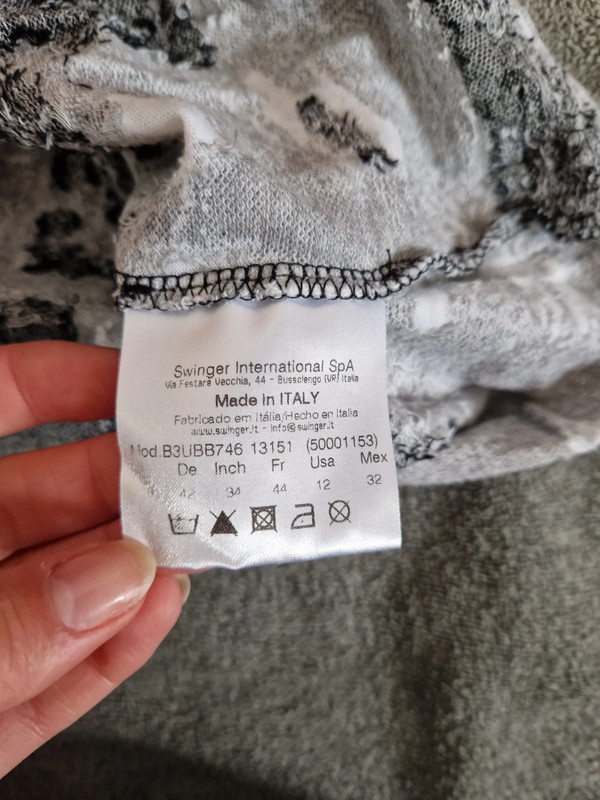 Swinger International SpA
Via Festara Vecchia, 44 - Bussolengo (VR) Italia
Made in ITALY
Fabricado em Itália/Hecho en Italia
www.swinger.it - info@swinger.it
Mod.B3UBB746 13151 (50001153)
De Inch Fr Usa Mex
42 34 44 12 32